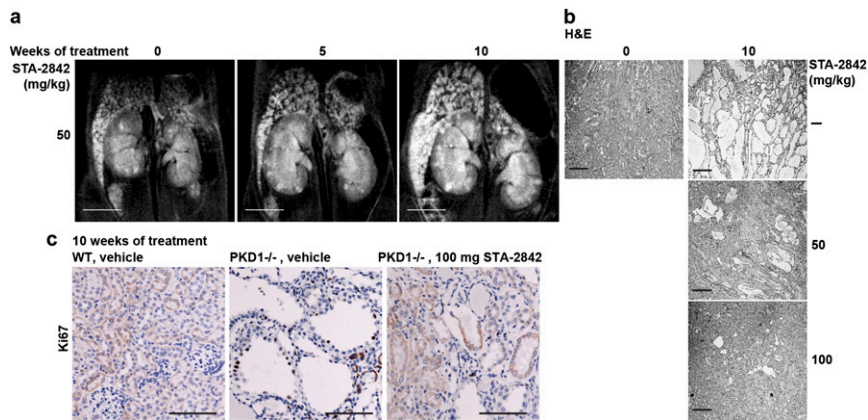 a
Weeks of treatment 0 5 10
STA-2842
(mg/kg)
50
b
H&E
0 10 STA-2842
(mg/kg)
–
50
100
c 10 weeks of treatment
WT, vehicle PKD1-/- , vehicle PKD1-/- , 100 mg STA-2842
Ki67